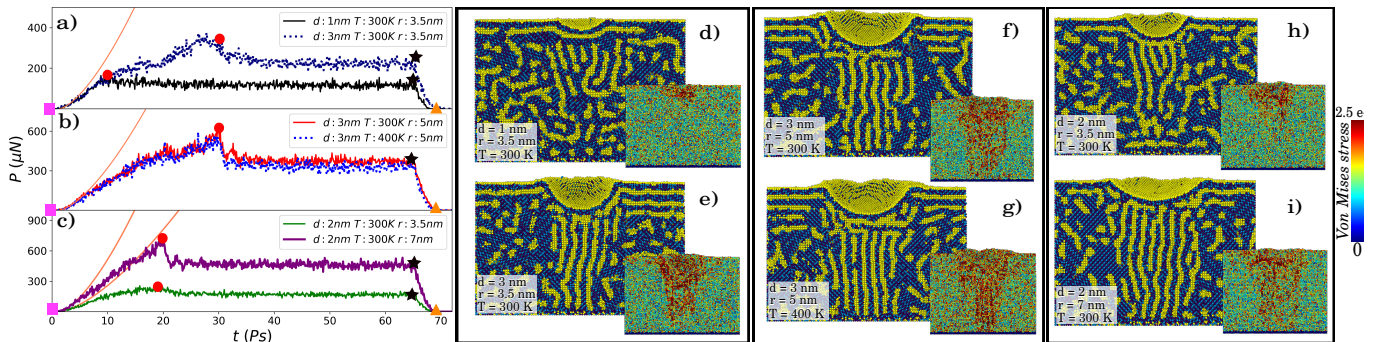 a)
400
200
0
d : 1nm T: 300K r: 3.5nm
d : 3nm T: 300K r: 3.5nm
b)
600
300
0
P (μN)
d : 3nm T: 300K r: 5nm
d : 3nm T: 400K r: 5nm
c)
900
600
300
d : 2nm T: 300K r: 3.5nm
d : 2nm T: 300K r: 7nm
0 10 20 30 40 50 60 70
t (Ps)
d)
d = 1 nm
r = 3.5 nm
T = 300 K
e)
d = 3 nm
r = 3.5 nm
T = 300 K
f)
d = 3 nm
r = 5 nm
T = 300 K
g)
d = 3 nm
r = 5 nm
T = 400 K
h)
d = 2 nm
r = 3.5 nm
T = 300 K
i)
d = 2 nm
r = 7 nm
T = 300 K
2.5 e
Von Mises stress
0